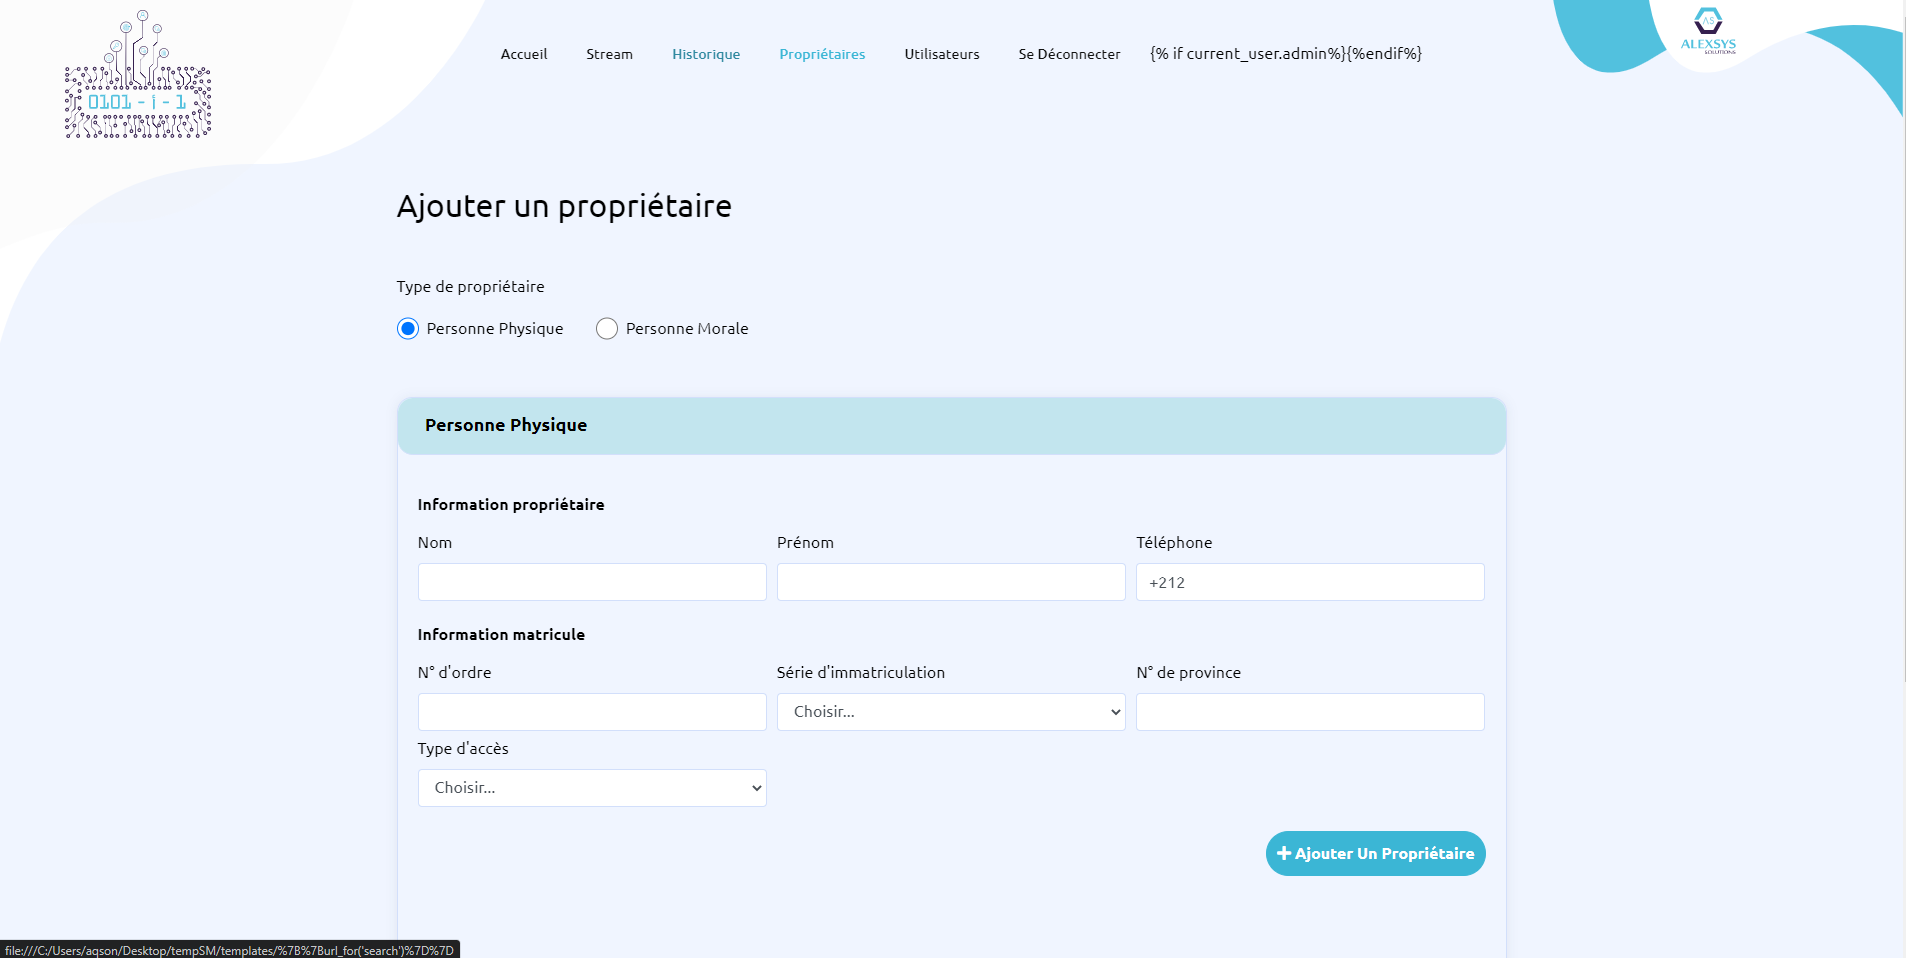 0101 - i - 1
Accueil Stream Historique Propriétaires Utilisateurs Se Déconnecter {% if current_user.admin%}{%endif%}
AS
ALEXSYS
SOLUTIONS
Ajouter un propriétaire
Type de propriétaire
Personne Physique Personne Morale
Personne Physique
Information propriétaire
Nom Prénom Téléphone
+212
Information matricule
N° d'ordre Série d'immatriculation N° de province
Choisir...
Type d'accès
Choisir...
Ajouter Un Propriétaire
file:///C:/Users/aqson/Desktop/tempSM/templates/%7B%7Burl_for('search')%7D%7D